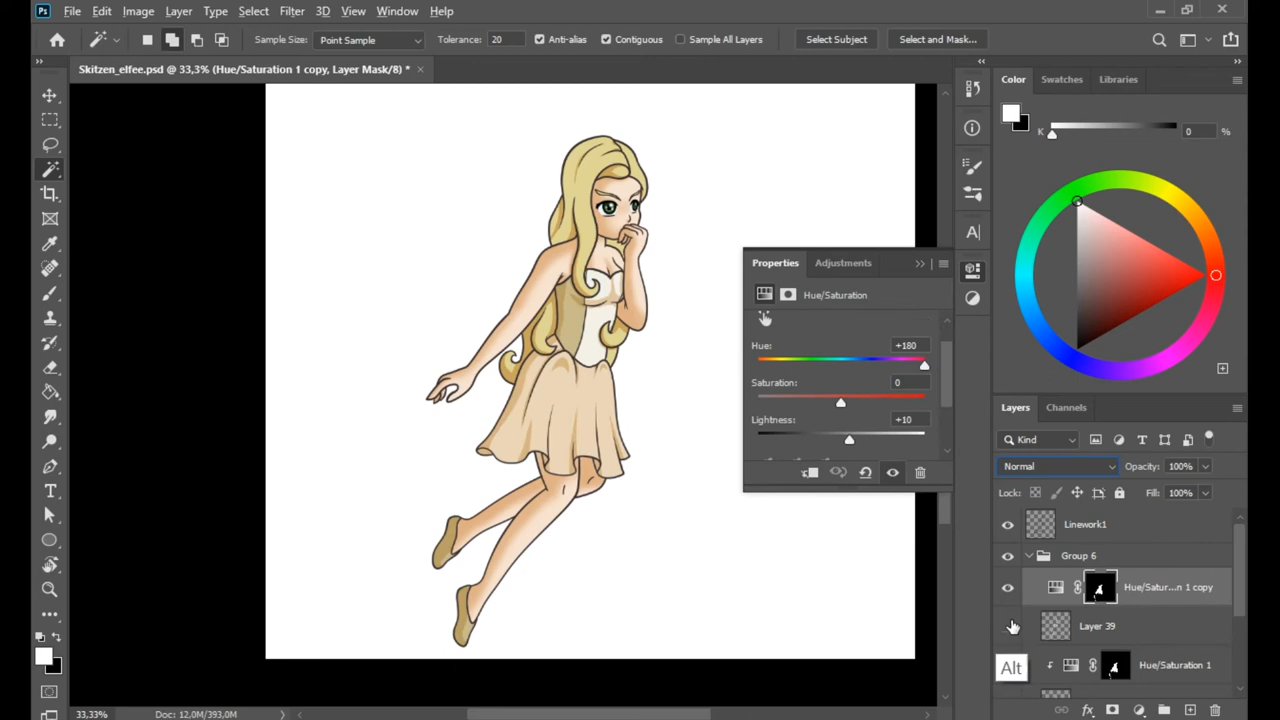 Ps File Edit Image Layer Type Select Filter 3D View Window Help
Sample Size: Point Sample Tolerance: 20 Anti-alias Contiguous Sample All Layers Select Subject Select and Mask...
Skitzen_elfee.psd @ 33,3% (Hue/Saturation 1 copy, Layer Mask/8) * ×
Color Swatches Libraries
K 0 %
Properties Adjustments
Hue/Saturation
Hue: +180
Saturation: 0
Lightness: +10
Layers Channels
Kind
Normal Opacity: 100%
Lock: Fill: 100%
Linework1
Group 6
Hue/Satur...n 1 copy
Layer 39
Alt
Hue/Saturation 1
33,33% Doc: 12,0M/393,0M